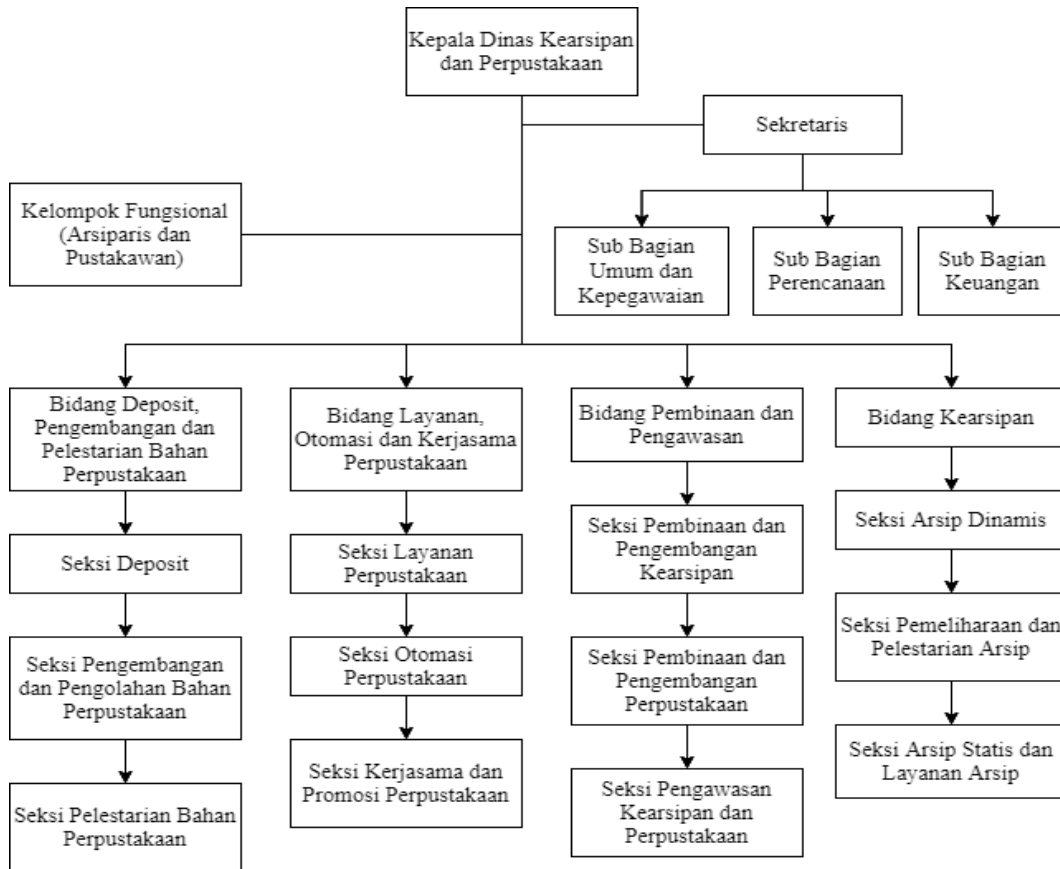 Kepala Dinas Kearsipan
dan Perpustakaan
Sekretaris
Kelompok Fungsional
(Arsiparis dan
Pustakawan)
Sub Bagian
Umum dan
Kepegawaian
Sub Bagian
Perencanaan
Sub Bagian
Keuangan
Bidang Deposit,
Pengembangan dan
Pelestarian Bahan
Perpustakaan
Bidang Layanan,
Otomasi dan Kerjasama
Perpustakaan
Bidang Pembinaan dan
Pengawasan
Bidang Kearsipan
Seksi Deposit
Seksi Layanan
Perpustakaan
Seksi Pembinaan dan
Pengembangan
Kearsipan
Seksi Arsip Dinamis
Seksi Pengembangan
dan Pengolahan Bahan
Perpustakaan
Seksi Otomasi
Perpustakaan
Seksi Pembinaan dan
Pengembangan
Perpustakaan
Seksi Pemeliharaan dan
Pelestarian Arsip
Seksi Pelestarian Bahan
Perpustakaan
Seksi Kerjasama dan
Promosi Perpustakaan
Seksi Pengawasan
Kearsipan dan
Perpustakaan
Seksi Arsip Statis dan
Layanan Arsip